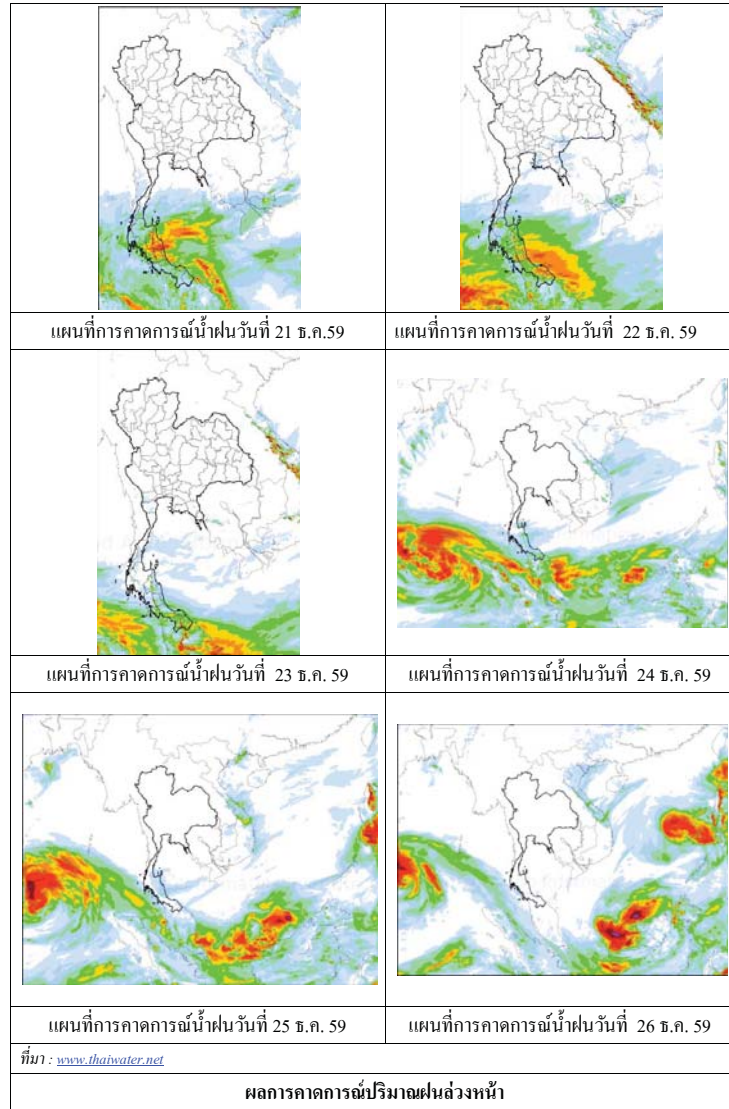 แผนที่การคาดการณ์น้ำฝนวันที่ 21 ธ.ค.59
แผนที่การคาดการณ์น้ำฝนวันที่ 22 ธ.ค. 59
แผนที่การคาดการณ์น้ำฝนวันที่ 23 ธ.ค. 59
แผนที่การคาดการณ์น้ำฝนวันที่ 24 ธ.ค. 59
แผนที่การคาดการณ์น้ำฝนวันที่ 25 ธ.ค. 59
แผนที่การคาดการณ์น้ำฝนวันที่ 26 ธ.ค. 59
ที่มา : www.thaiwater.net
ผลการคาดการณ์ปริมาณฝนล่วงหน้า